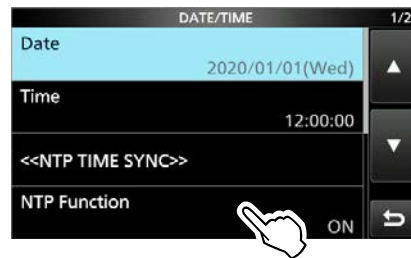 DATE/TIME 1/2
Date
2020/01/01(Wed)
Time
12:00:00
<<NTP TIME SYNC>>
NTP Function
ON